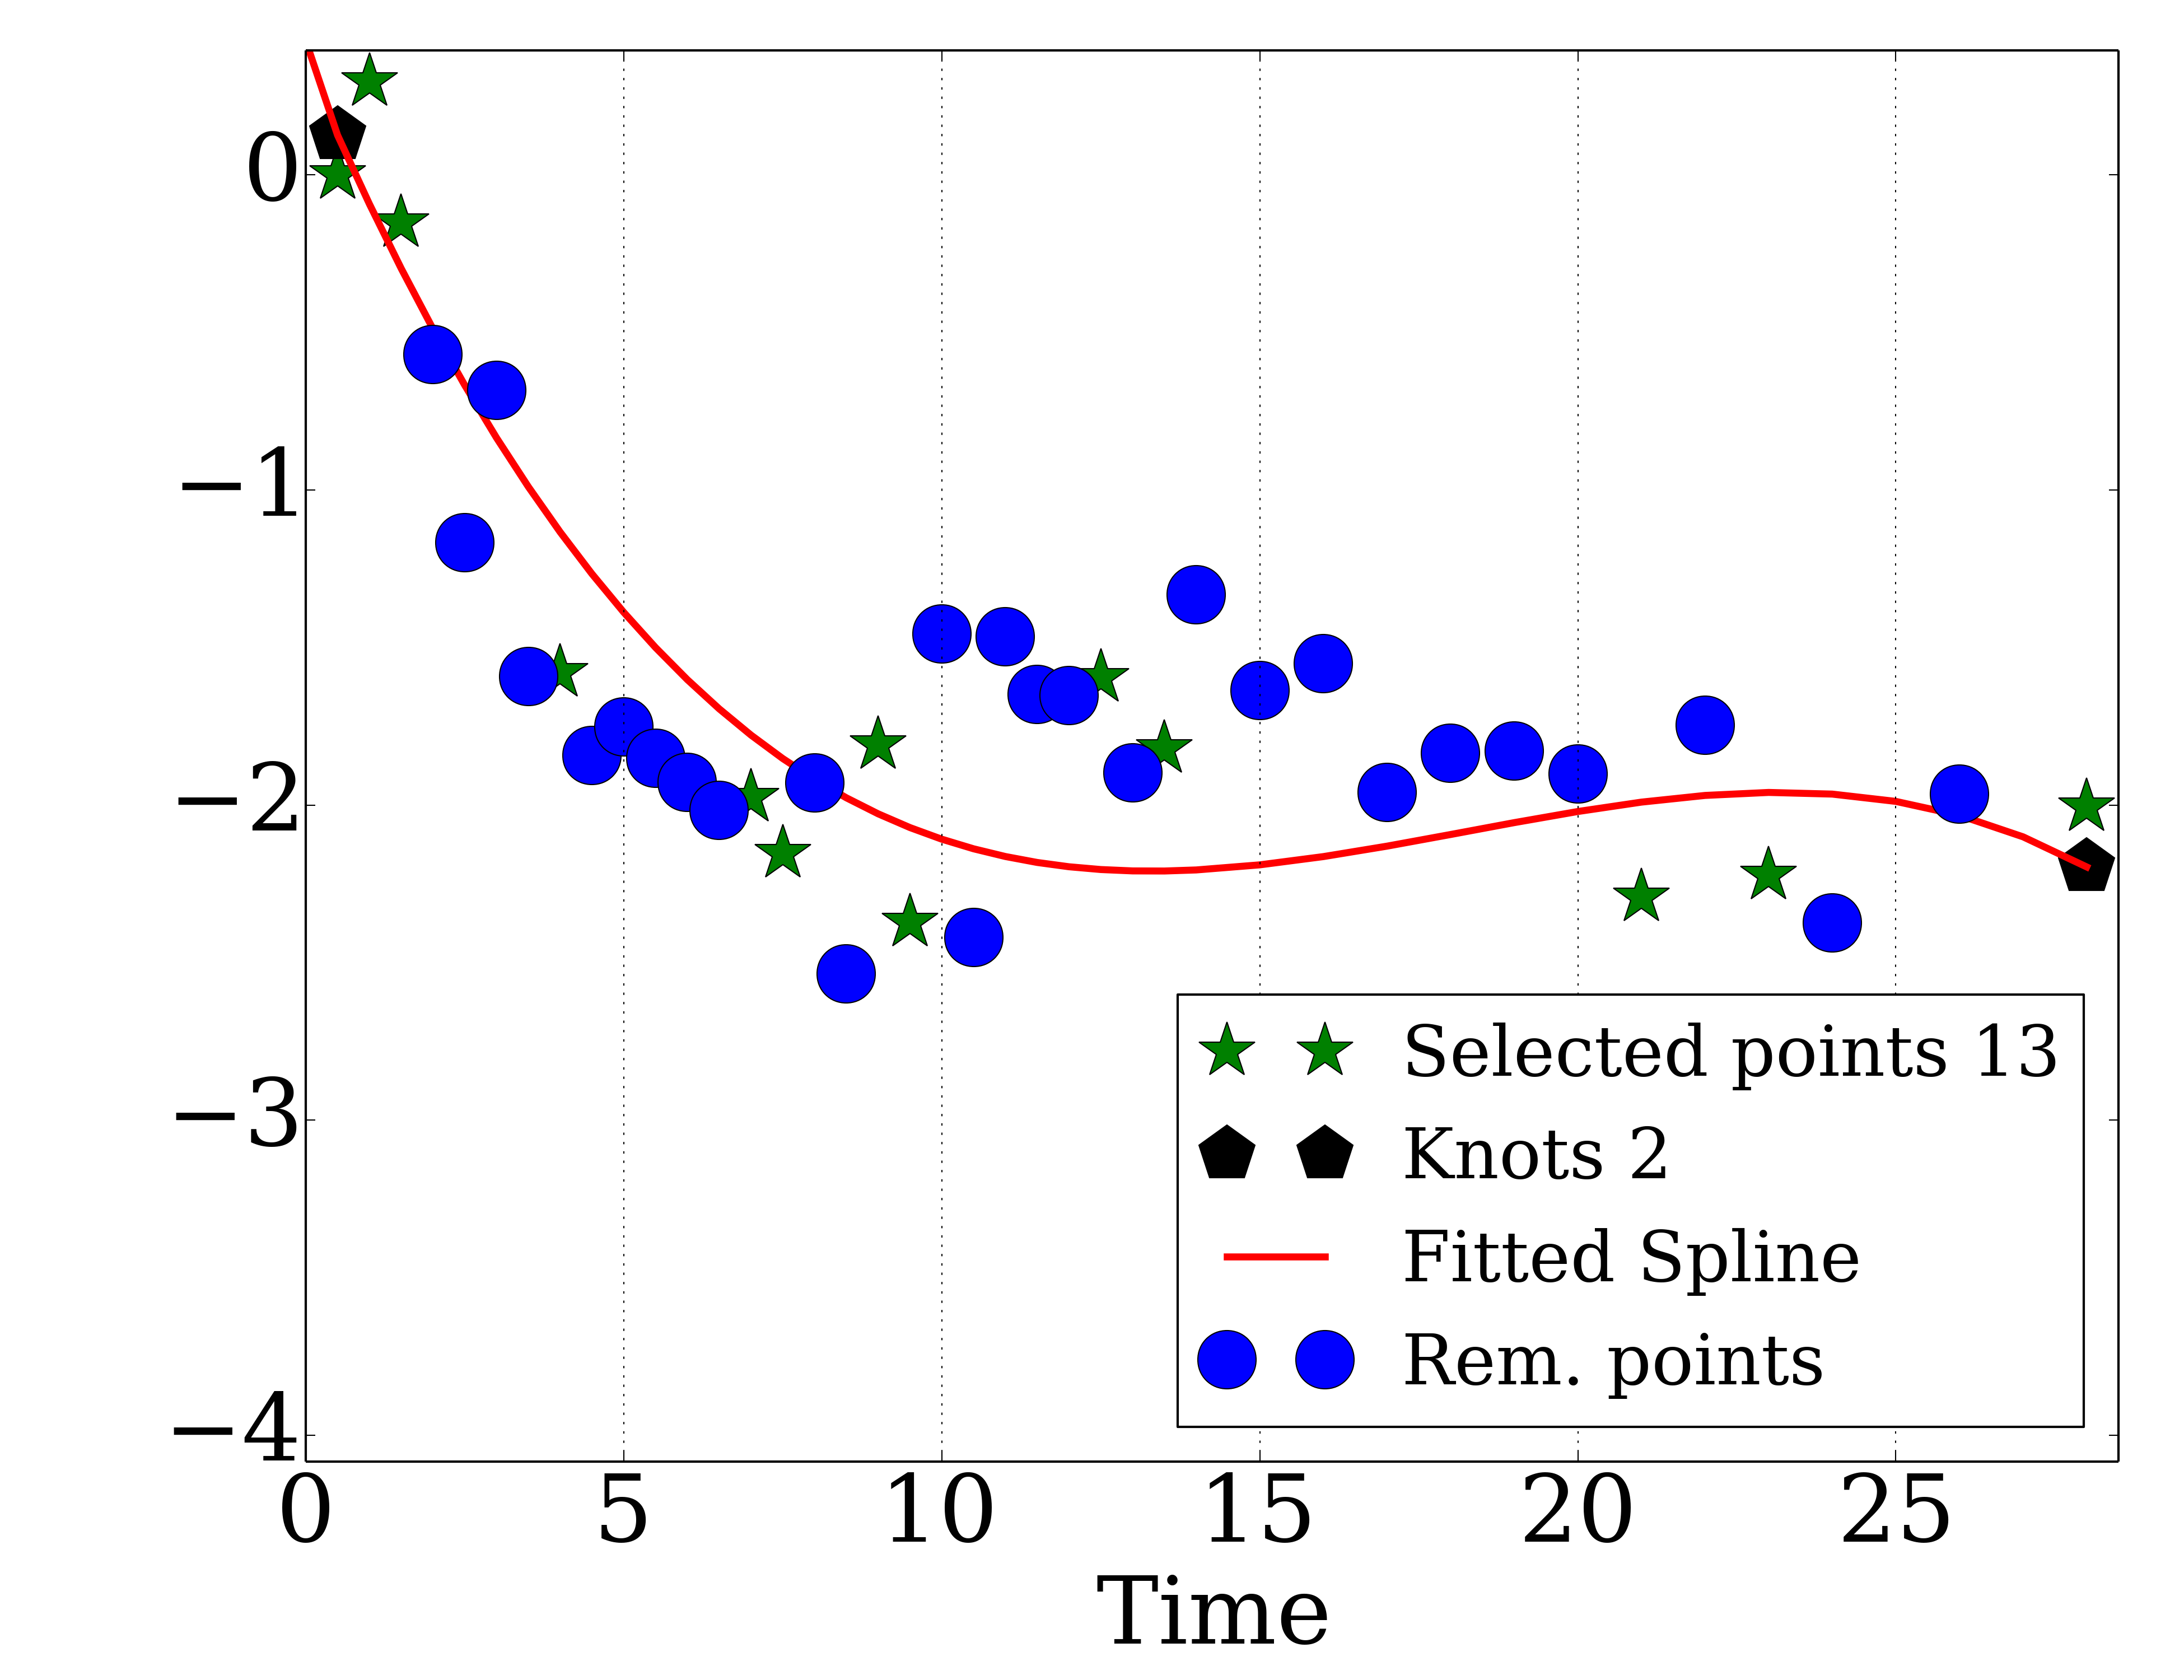 0
−1
−2
−3
−4
Selected points 13
Knots 2
Fitted Spline
Rem. points
0 5 10 15 20 25
Time